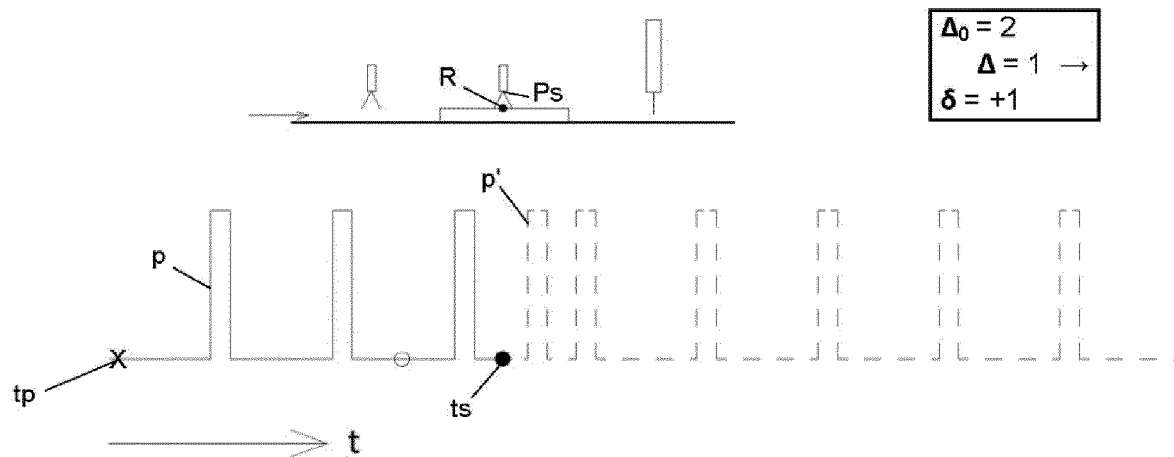 Δ₀ = 2
Δ = 1 →
δ = +1
R
Ps
p'
p
X
tp
ts
t